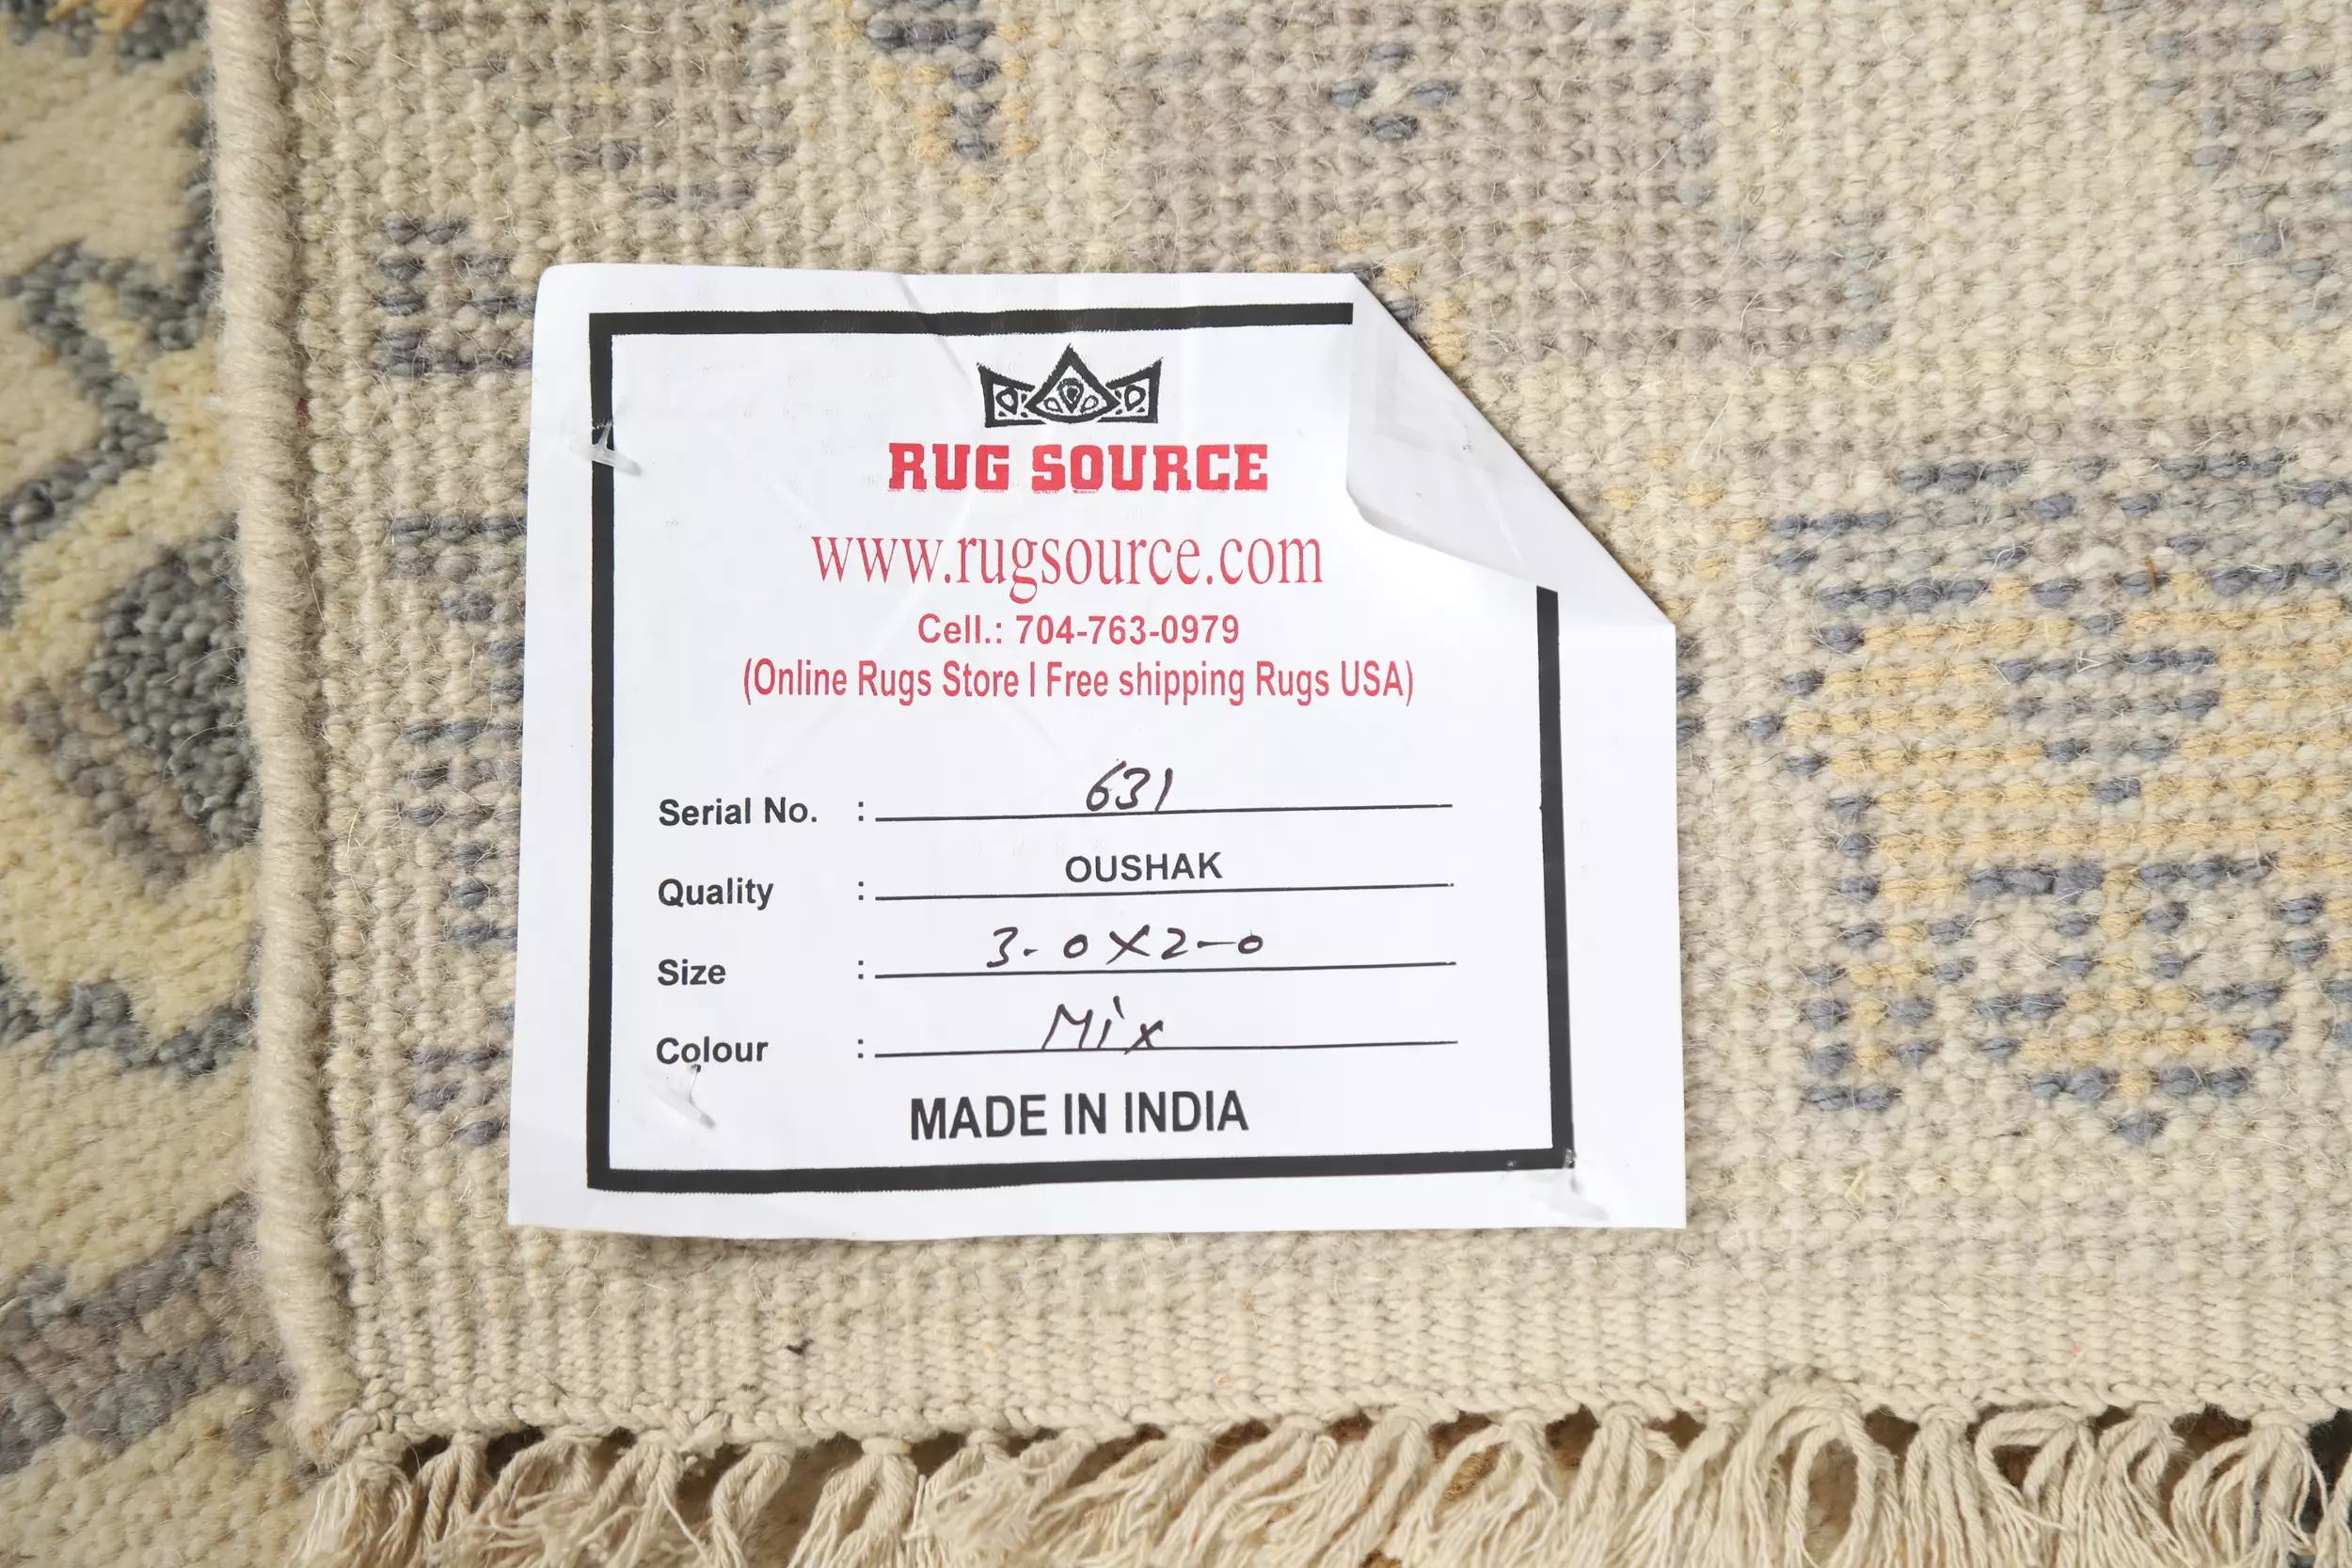 RUG SOURCE
www.rugsource.com
Cell.: 704-763-0979
(Online Rugs Store | Free shipping Rugs USA)
Serial No. : 631
Quality : OUSHAK
Size : 3-0X2-0
Colour : Mix
MADE IN INDIA